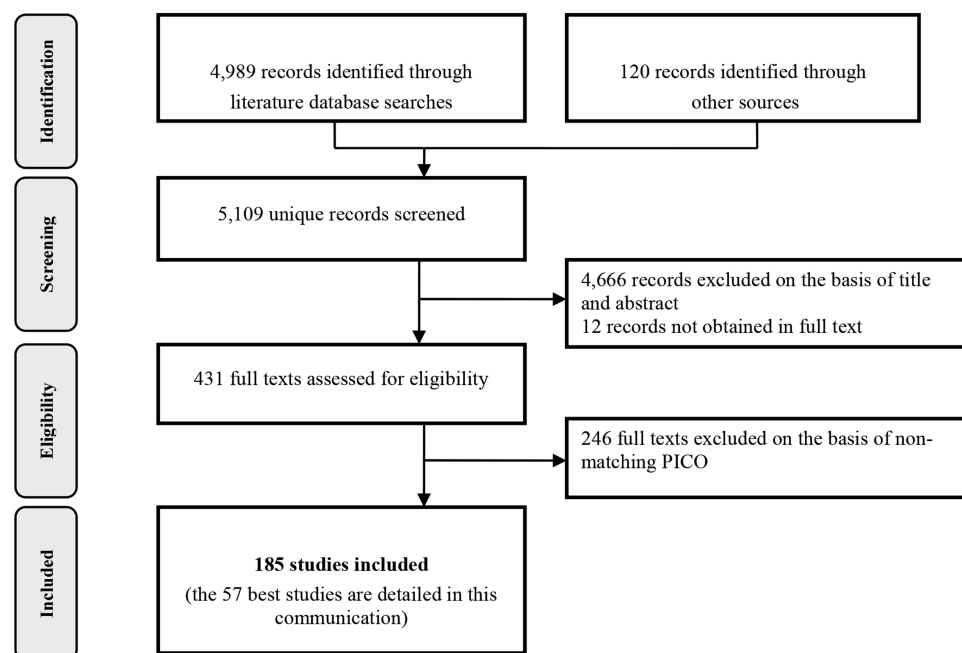 Identification
4,989 records identified through
literature database searches
120 records identified through
other sources
Screening
5,109 unique records screened
4,666 records excluded on the basis of title
and abstract
12 records not obtained in full text
Eligibility
431 full texts assessed for eligibility
246 full texts excluded on the basis of non-
matching PICO
Included
185 studies included
(the 57 best studies are detailed in this
communication)